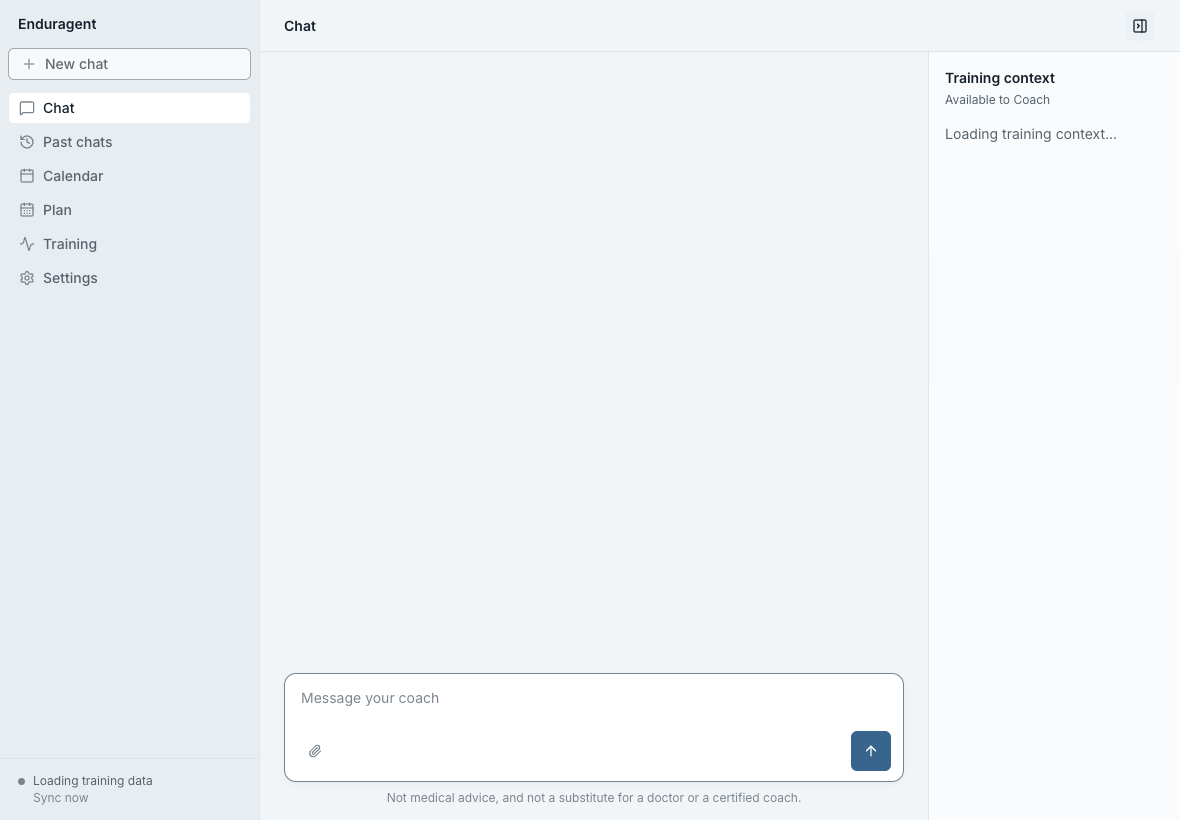 Enduragent
New chat
Chat
Past chats
Calendar
Plan
Training
Settings
Loading training data
Sync now
Chat
Message your coach
Not medical advice, and not a substitute for a doctor or a certified coach.
Training context
Available to Coach
Loading training context...